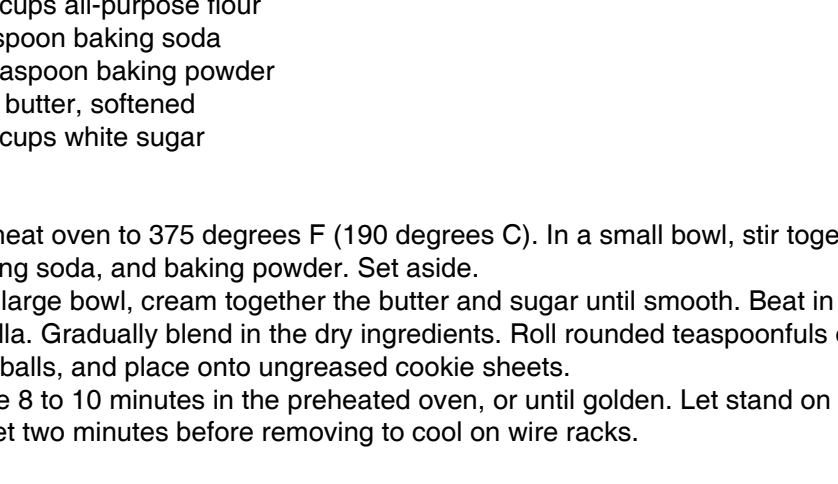 cups all-purpose flour
spoon baking soda
aspoon baking powder
butter, softened
cups white sugar
heat oven to 375 degrees F (190 degrees C). In a small bowl, stir toge
ng soda, and baking powder. Set aside.
large bowl, cream together the butter and sugar until smooth. Beat in
lla. Gradually blend in the dry ingredients. Roll rounded teaspoonfuls
balls, and place onto ungreased cookie sheets.
e 8 to 10 minutes in the preheated oven, or until golden. Let stand on
et two minutes before removing to cool on wire racks.